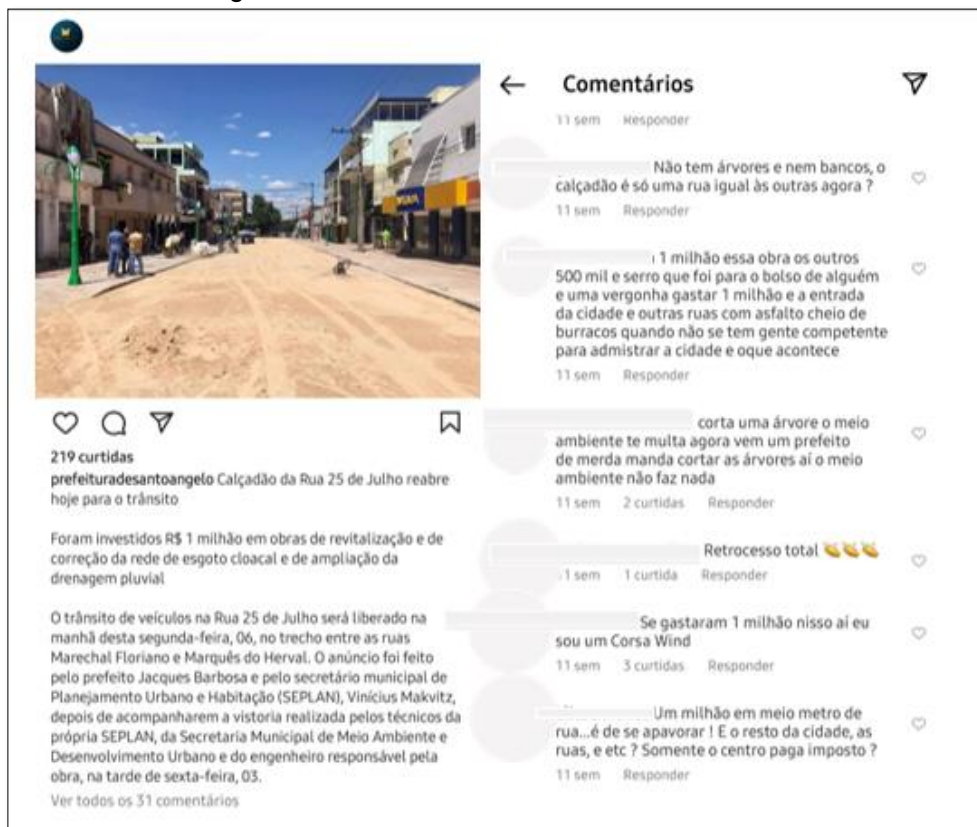 219 curtidas
prefeituradesantoangelo Calçadão da Rua 25 de Julho reabre
hoje para o trânsito
Foram investidos R$ 1 milhão em obras de revitalização e de
correção da rede de esgoto cloacal e de ampliação da
drenagem pluvial
O trânsito de veículos na Rua 25 de Julho será liberado na
manhã desta segunda-feira, 06, no trecho entre as ruas
Marechal Floriano e Marquês do Herval. O anúncio foi feito
pelo prefeito Jacques Barbosa e pelo secretário municipal de
Planejamento Urbano e Habitação (SEPLAN), Vinícius Makvitz,
depois de acompanharem a vistoria realizada pelos técnicos da
própria SEPLAN, da Secretaria Municipal de Meio Ambiente e
Desenvolvimento Urbano e do engenheiro responsável pela
obra, na tarde de sexta-feira, 03.
Ver todos os 31 comentários
Comentários
11 sem Responder
Não tem árvores e nem bancos, o
calçadão é só uma rua igual às outras agora ?
11 sem Responder
1 milhão essa obra os outros
500 mil e serro que foi para o bolso de alguém
e uma vergonha gastar 1 milhão e a entrada
da cidade e outras ruas com asfalto cheio de
burracos quando não se tem gente competente
para admistrar a cidade e oque acontece
11 sem Responder
corta uma árvore o meio
ambiente te multa agora vem um prefeito
de merda manda cortar as árvores aí o meio
ambiente não faz nada
11 sem 2 curtidas Responder
Retrocesso total 👏👏👏
1 sem 1 curtida Responder
Se gastaram 1 milhão nisso aí eu
sou um Corsa Wind
11 sem 3 curtidas Responder
Um milhão em meio metro de
rua...é de se apavorar ! E o resto da cidade, as
ruas, e etc ? Somente o centro paga imposto ?
11 sem Responder